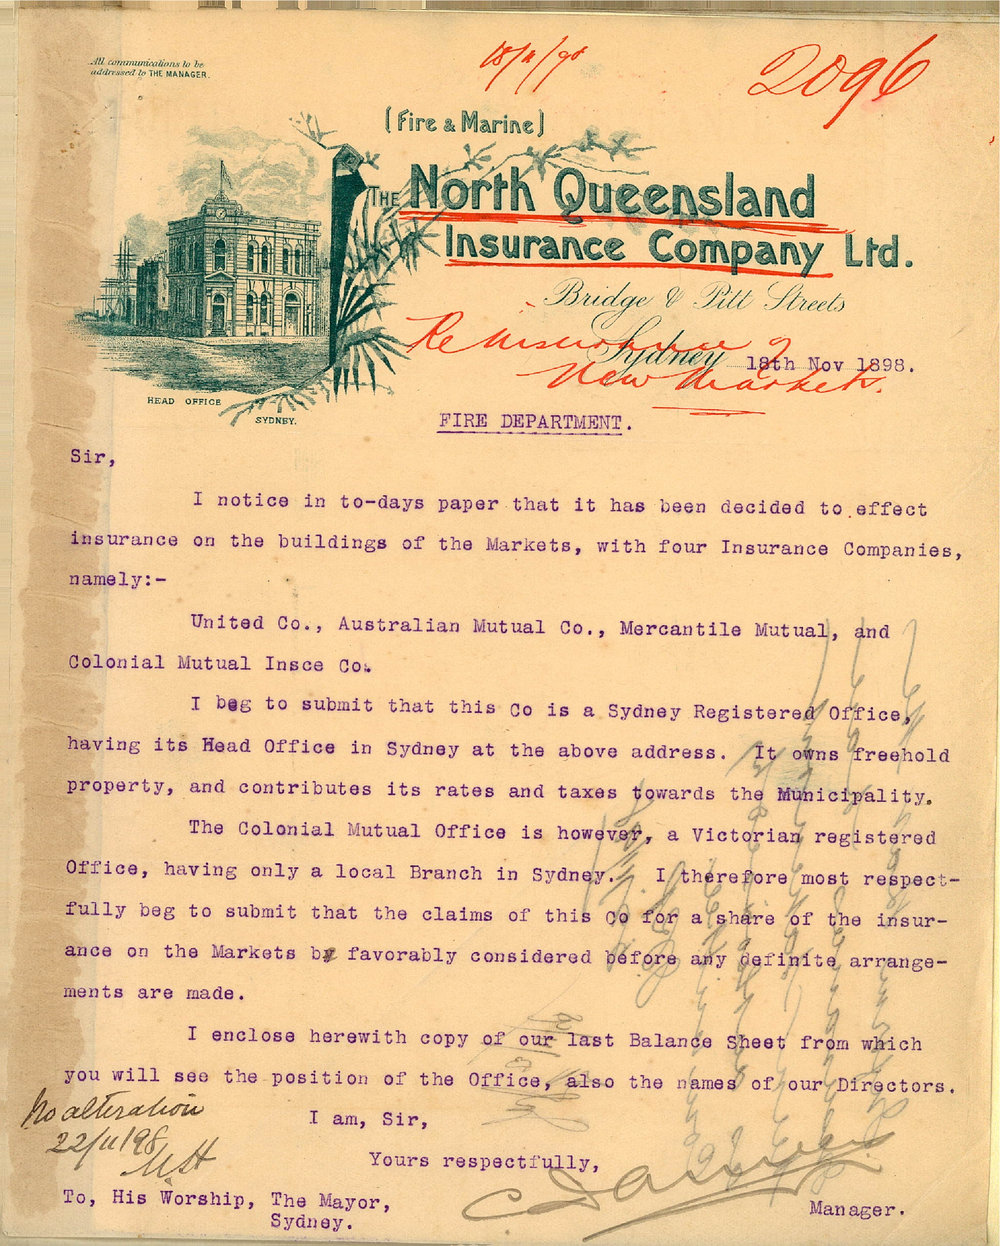 All communications to be
addressed to THE MANAGER.
18/11/98
2096
(Fire & Marine)
THE North Queensland
Insurance Company Ltd.
Bridge & Pitt Streets
Sydney 18th Nov 1898.
Re Insurance
New Markets.
HEAD OFFICE
SYDNEY.
FIRE DEPARTMENT.
Sir,
I notice in to-days paper that it has been decided to effect
insurance on the buildings of the Markets, with four Insurance Companies,
namely:-
United Co., Australian Mutual Co., Mercantile Mutual, and
Colonial Mutual Insce Co.
I beg to submit that this Co is a Sydney Registered Office,
having its Head Office in Sydney at the above address. It owns freehold
property, and contributes its rates and taxes towards the Municipality.
The Colonial Mutual Office is however, a Victorian registered
Office, having only a local Branch in Sydney. I therefore most respect-
fully beg to submit that the claims of this Co for a share of the insur-
ance on the Markets be favorably considered before any definite arrange-
ments are made.
I enclose herewith copy of our last Balance Sheet from which
you will see the position of the Office, also the names of our Directors.
I am, Sir,
Yours respectfully,
No alteration
22/11/98
Manager.
To, His Worship, The Mayor,
Sydney.